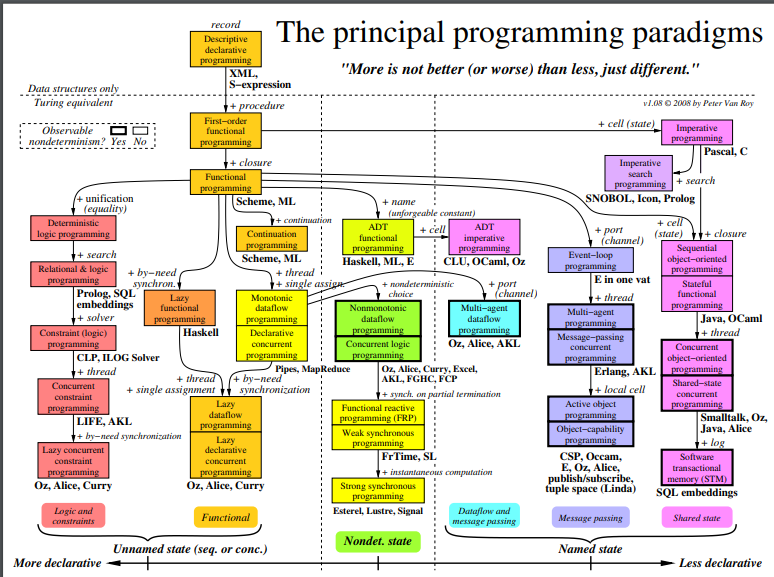 record
The principal programming paradigms
Descriptive
declarative
programming
"More is not better (or worse) than less, just different."
XML,
S−expression
Data structures only
Turing equivalent
+ procedure
v1.08 © 2008 by Peter Van Roy
Observable
nondeterminism? Yes No
First−order
functional
programming
+ cell (state)
Imperative
programming
Pascal, C
+ closure
Functional
programming
Scheme, ML
Imperative
search
programming
+ search
SNOBOL, Icon, Prolog
+ unification
(equality)
Deterministic
logic programming
+ search
Relational & logic
programming
Prolog, SQL
embeddings
+ solver
Constraint (logic)
programming
CLP, ILOG Solver
+ thread
Concurrent
constraint
programming
LIFE, AKL
+ by−need synchronization
Lazy concurrent
constraint
programming
Oz, Alice, Curry
+ continuation
Continuation
programming
Scheme, ML
+ by−need
synchron.
Lazy
functional
programming
Haskell
+ thread
+ single assign.
Monotonic
dataflow
programming
Declarative
concurrent
programming
Pipes, MapReduce
+ thread
+ single assignment
+ by−need
synchronization
Lazy
dataflow
programming
Lazy
declarative
concurrent
programming
Oz, Alice, Curry
+ name
(unforgeable constant)
ADT
functional
programming
Haskell, ML, E
+ cell
ADT
imperative
programming
CLU, OCaml, Oz
+ nondeterministic
choice
Nonmonotonic
dataflow
programming
Concurrent logic
programming
Oz, Alice, Curry, Excel,
AKL, FGHC, FCP
+ synch. on partial termination
Functional reactive
programming (FRP)
Weak synchronous
programming
FrTime, SL
+ instantaneous computation
Strong synchronous
programming
Esterel, Lustre, Signal
+ port
(channel)
Multi−agent
dataflow
programming
Oz, Alice, AKL
+ port
(channel)
Event−loop
programming
E in one vat
+ thread
Multi−agent
programming
Message−passing
concurrent
programming
Erlang, AKL
+ local cell
Active object
programming
Object−capability
programming
CSP, Occam,
E, Oz, Alice,
publish/subscribe,
tuple space (Linda)
+ cell
(state)
+ closure
Sequential
object−oriented
programming
Stateful
functional
programming
Java, OCaml
+ thread
Concurrent
object−oriented
programming
Shared−state
concurrent
programming
Smalltalk, Oz,
Java, Alice
+ log
Software
transactional
memory (STM)
SQL embeddings
Logic and
constraints
Functional
Nondet. state
Dataflow and
message passing
Message passing
Shared state
Unnamed state (seq. or conc.)
Named state
More declarative
Less declarative